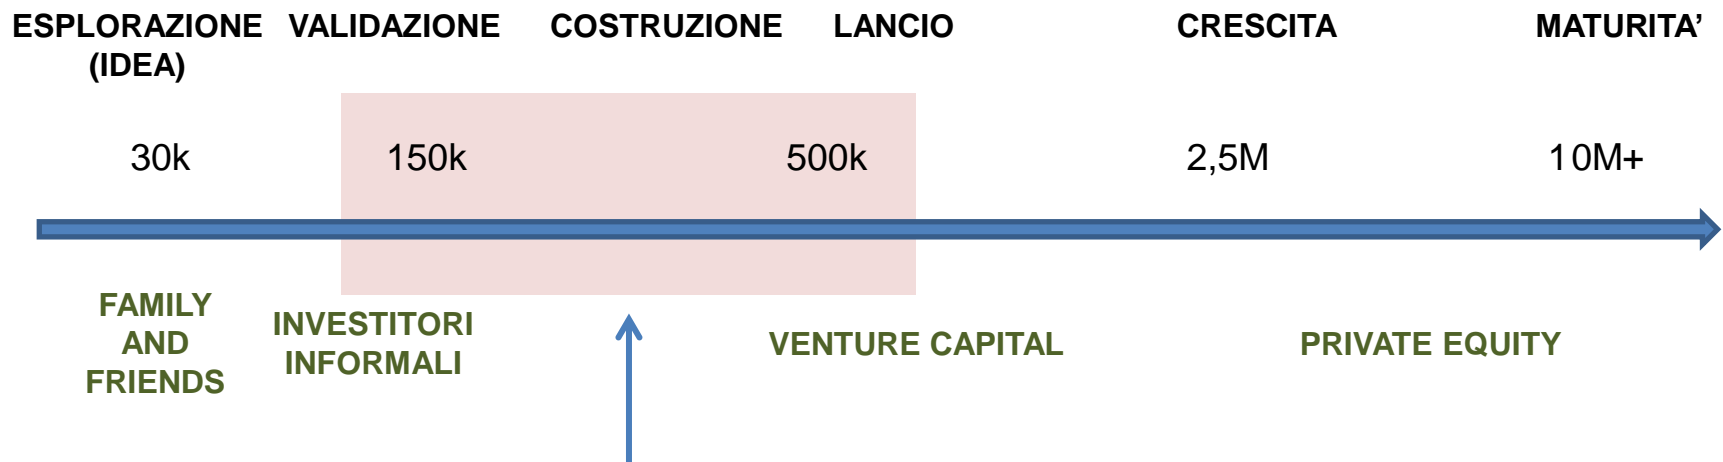 ESPLORAZIONE VALIDAZIONE COSTRUZIONE LANCIO CRESCITA MATURITA’
(IDEA)
30k 150k 500k 2,5M 10M+
FAMILY
AND
FRIENDS
INVESTITORI
INFORMALI
VENTURE CAPITAL
PRIVATE EQUITY